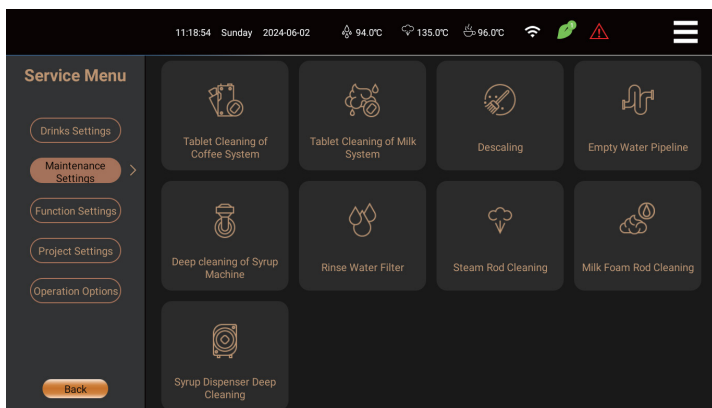 11:18:54 Sunday 2024-06-02 94.0℃ 135.0℃ 96.0℃
Service Menu
Drinks Settings
Maintenance
Settings
Function Settings
Project Settings
Operation Options
Back
Tablet Cleaning of
Coffee System
Tablet Cleaning of Milk
System
Descaling
Empty Water Pipeline
Deep cleaning of Syrup
Machine
Rinse Water Filter
Steam Rod Cleaning
Milk Foam Rod Cleaning
Syrup Dispenser Deep
Cleaning